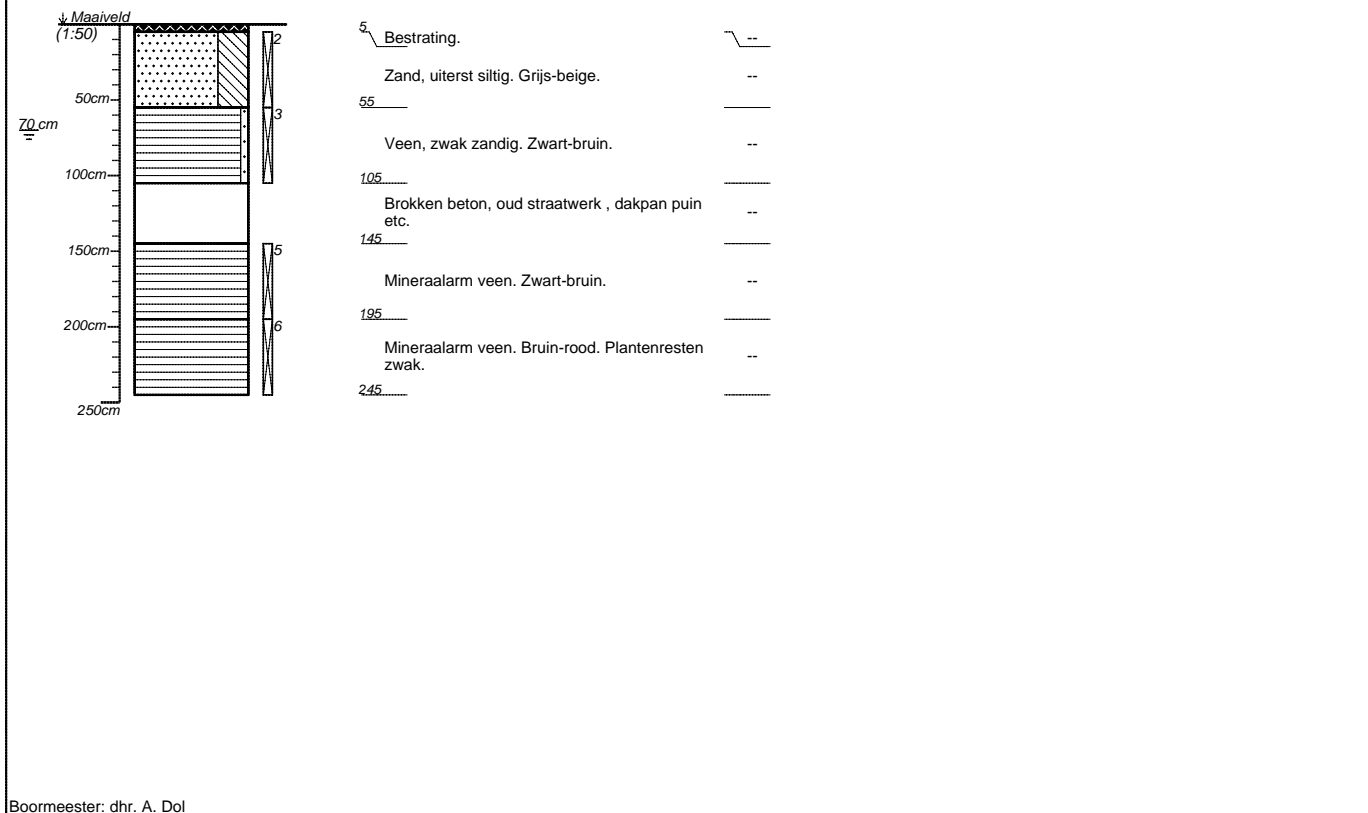 Maaiveld
(1:50)
5
Bestrating.
--
2
Zand, uiterst siltig. Grijs-beige.
--
50cm
55
3
70 cm
Veen, zwak zandig. Zwart-bruin.
--
100cm
105
Brokken beton, oud straatwerk , dakpan puin
etc.
--
145
150cm
5
Mineraalarm veen. Zwart-bruin.
--
195
200cm
6
Mineraalarm veen. Bruin-rood. Plantenresten
zwak.
--
245
250cm
Boormeester: dhr. A. Dol